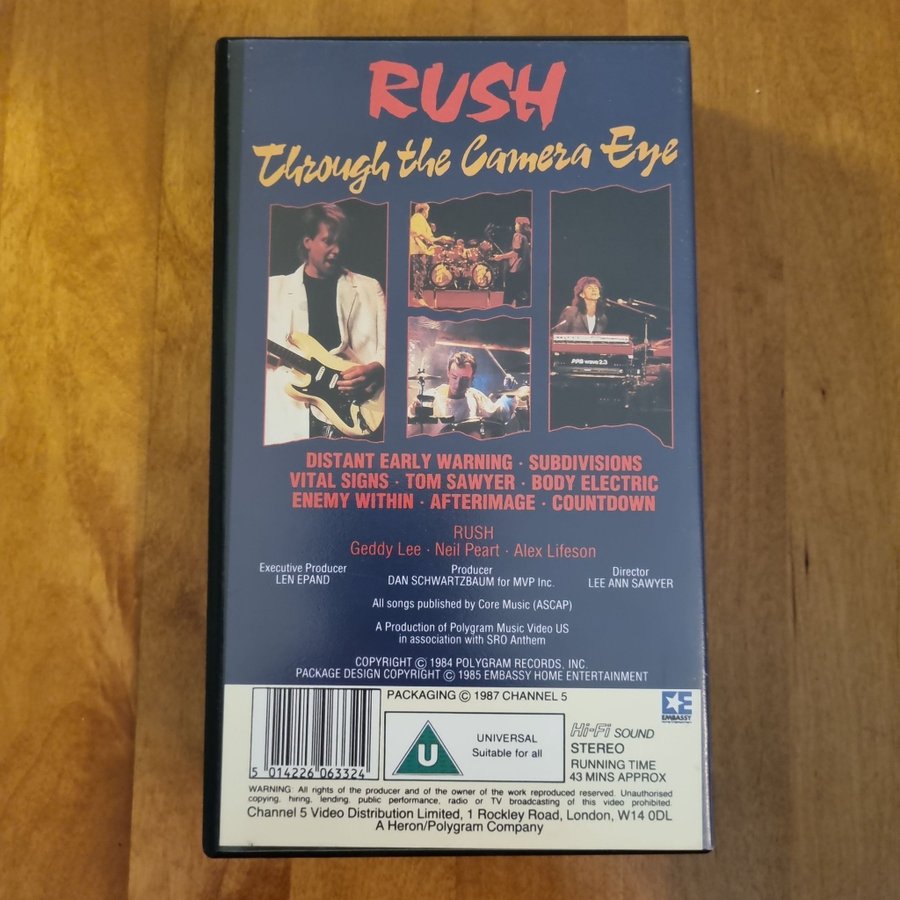 RUSH
Through the Camera Eye
PPG wave 2.3
DISTANT EARLY WARNING · SUBDIVISIONS
VITAL SIGNS · TOM SAWYER · BODY ELECTRIC
ENEMY WITHIN · AFTERIMAGE · COUNTDOWN
RUSH
Geddy Lee · Neil Peart · Alex Lifeson
Executive Producer
LEN EPAND
Producer
DAN SCHWARTZBAUM for MVP Inc.
Director
LEE ANN SAWYER
All songs published by Core Music (ASCAP)
A Production of Polygram Music Video US
in association with SRO Anthem
COPYRIGHT © 1984 POLYGRAM RECORDS, INC.
PACKAGE DESIGN COPYRIGHT © 1985 EMBASSY HOME ENTERTAINMENT
PACKAGING © 1987 CHANNEL 5
5 014226 063324
U
UNIVERSAL
Suitable for all
EMBASSY
Hi-Fi SOUND
STEREO
RUNNING TIME
43 MINS APPROX
WARNING: All rights of the producer and of the owner of the work reproduced reserved. Unauthorised
copying, hiring, lending, public performance, radio or TV broadcasting of this video prohibited.
Channel 5 Video Distribution Limited, 1 Rockley Road, London, W14 0DL
A Heron/Polygram Company